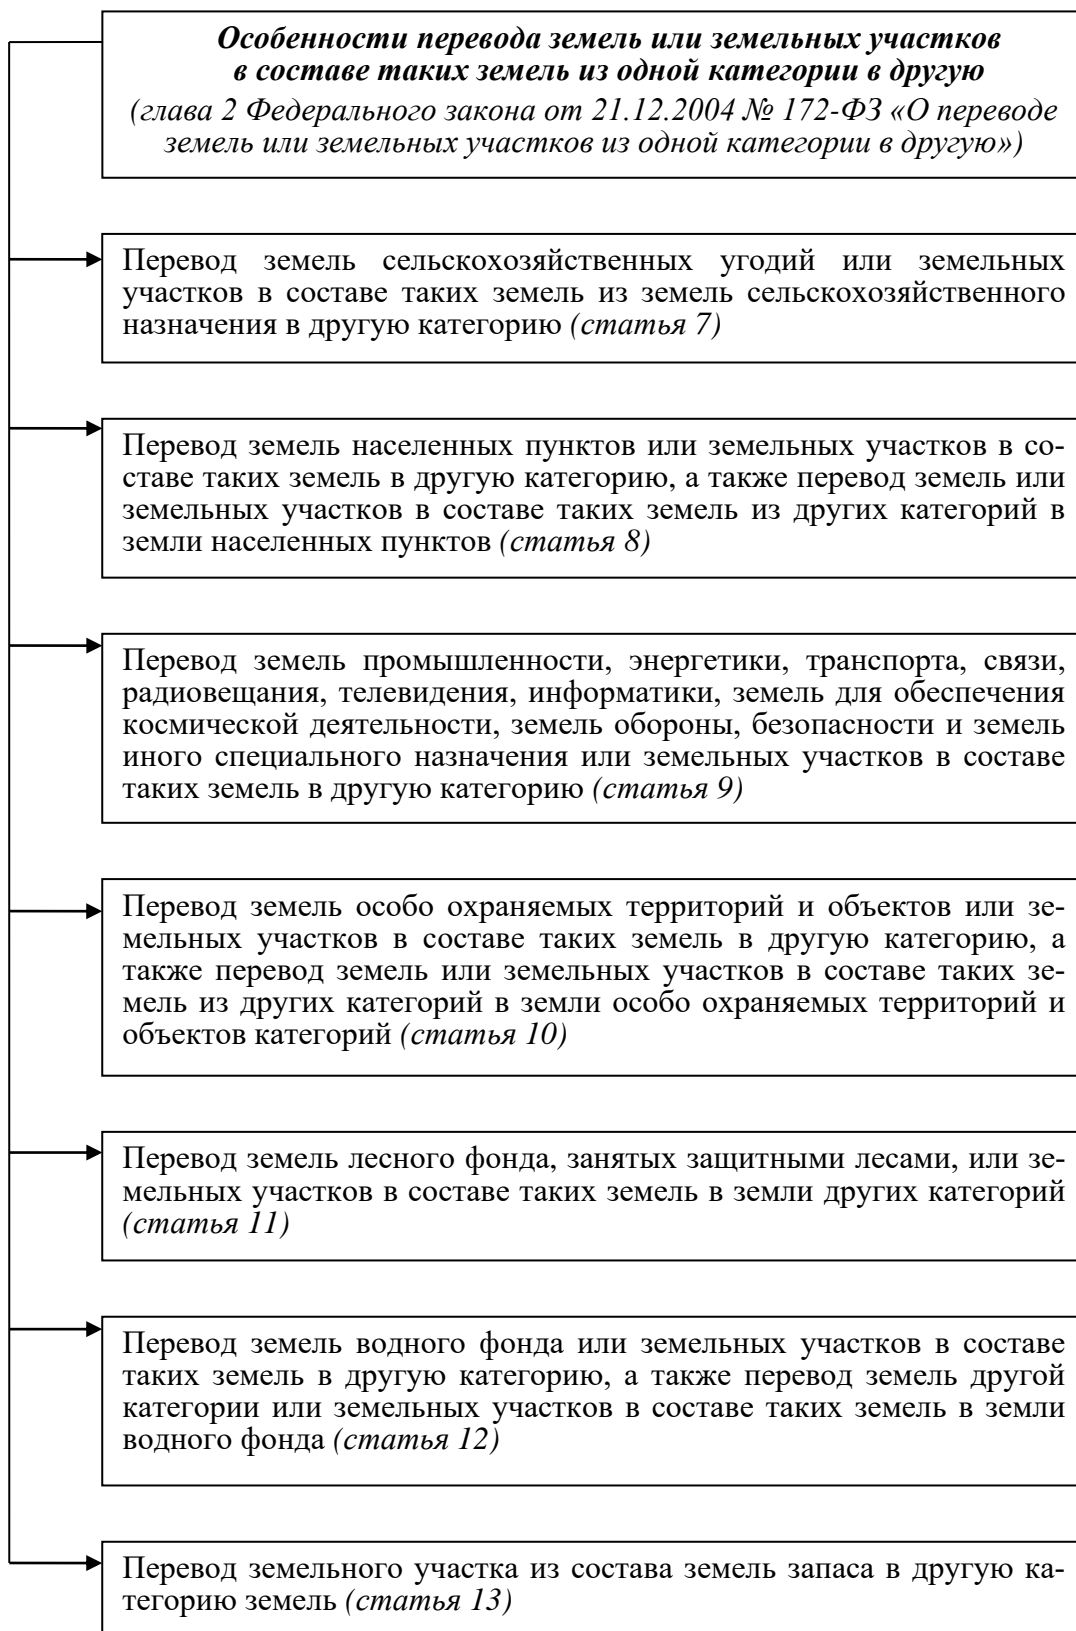 Особенности перевода земель или земельных участков
в составе таких земель из одной категории в другую
(глава 2 Федерального закона от 21.12.2004 № 172-ФЗ «О переводе
земель или земельных участков из одной категории в другую»)
Перевод земель сельскохозяйственных угодий или земельных
участков в составе таких земель из земель сельскохозяйственного
назначения в другую категорию (статья 7)
Перевод земель населенных пунктов или земельных участков в со-
ставе таких земель в другую категорию, а также перевод земель или
земельных участков в составе таких земель из других категорий в
земли населенных пунктов (статья 8)
Перевод земель промышленности, энергетики, транспорта, связи,
радиовещания, телевидения, информатики, земель для обеспечения
космической деятельности, земель обороны, безопасности и земель
иного специального назначения или земельных участков в составе
таких земель в другую категорию (статья 9)
Перевод земель особо охраняемых территорий и объектов или зе-
мельных участков в составе таких земель в другую категорию, а
также перевод земель или земельных участков в составе таких зе-
мель из других категорий в земли особо охраняемых территорий и
объектов категорий (статья 10)
Перевод земель лесного фонда, занятых защитными лесами, или зе-
мельных участков в составе таких земель в земли других категорий
(статья 11)
Перевод земель водного фонда или земельных участков в составе
таких земель в другую категорию, а также перевод земель другой
категории или земельных участков в составе таких земель в земли
водного фонда (статья 12)
Перевод земельного участка из состава земель запаса в другую ка-
тегорию земель (статья 13)